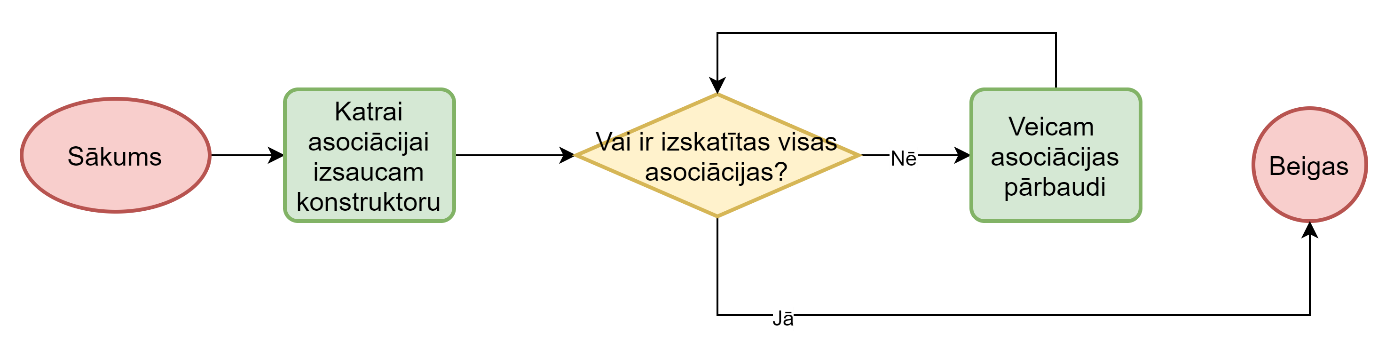 Sākums
Katrai
asociācijai
izsaucam
konstruktoru
Vai ir izskatītas visas
asociācijas?
Nē
Veicam
asociācijas
pārbaudi
Beigas
Jā